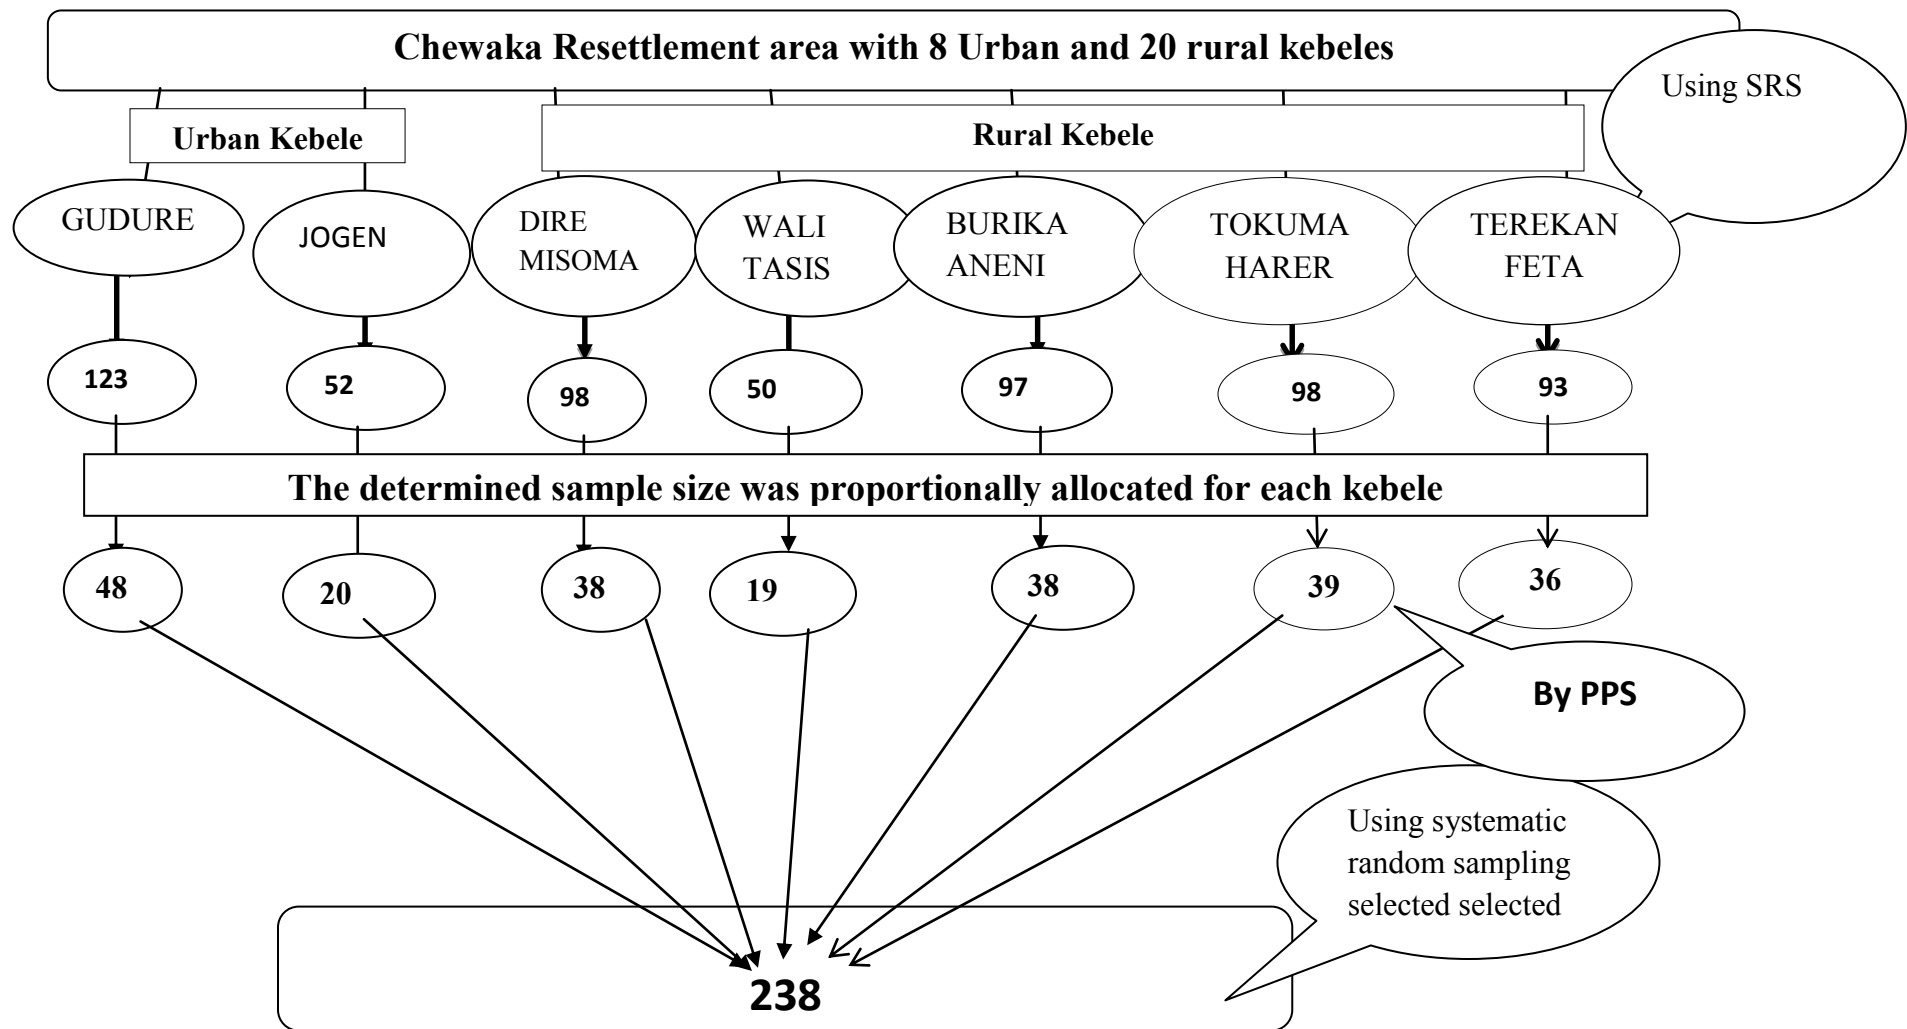 Chewaka Resettlement area with 8 Urban and 20 rural kebeles
Using SRS
Urban Kebele
Rural Kebele
GUDURE
JOGEN
DIRE
MISOMA
WALI
TASIS
BURIKA
ANENI
TOKUMA
HARER
TEREKAN
FETA
123
52
98
50
97
98
93
The determined sample size was proportionally allocated for each kebele
48
20
38
19
38
39
36
By PPS
Using systematic
random sampling
selected selected
238